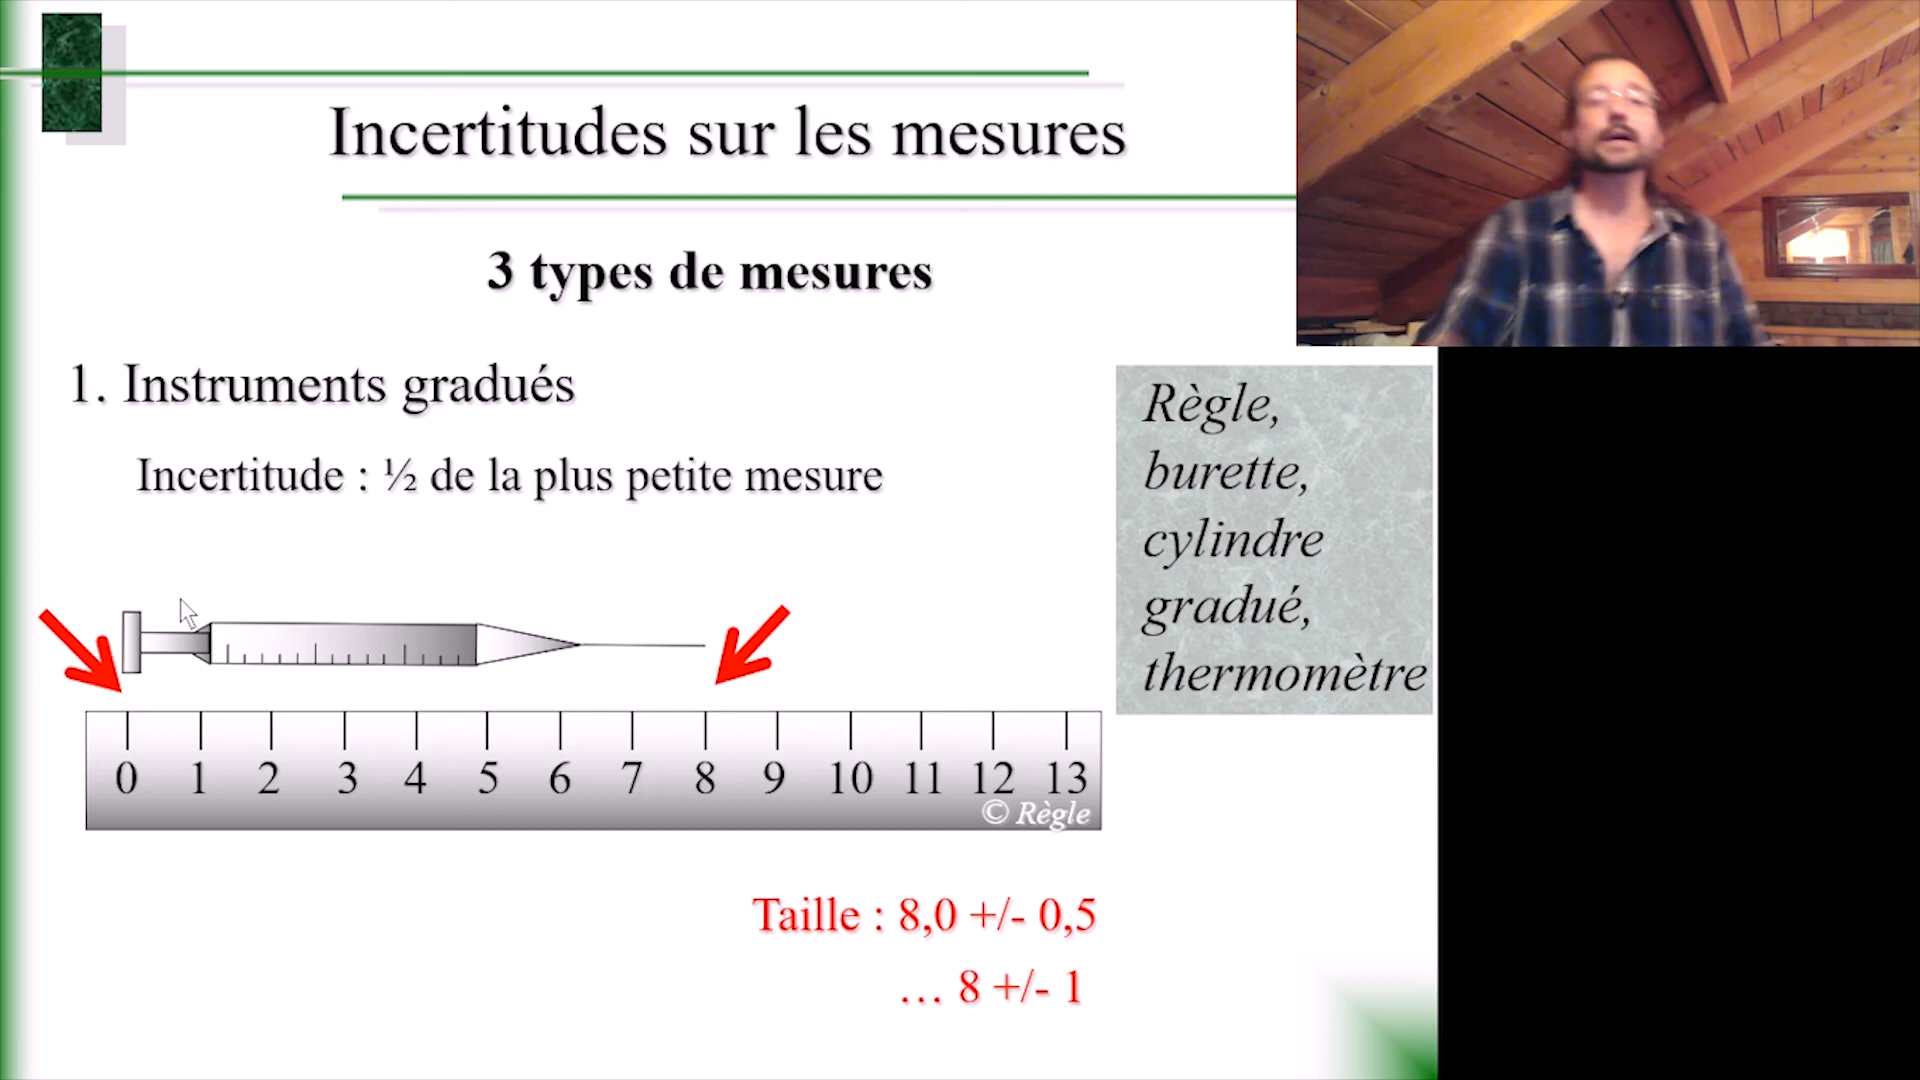 Incertitudes sur les mesures
3 types de mesures
1. Instruments gradués
Incertitude : ½ de la plus petite mesure
Règle,
burette,
cylindre
gradué,
thermomètre
0 1 2 3 4 5 6 7 8 9 10 11 12 13
© Règle
Taille : 8,0 +/- 0,5
… 8 +/- 1